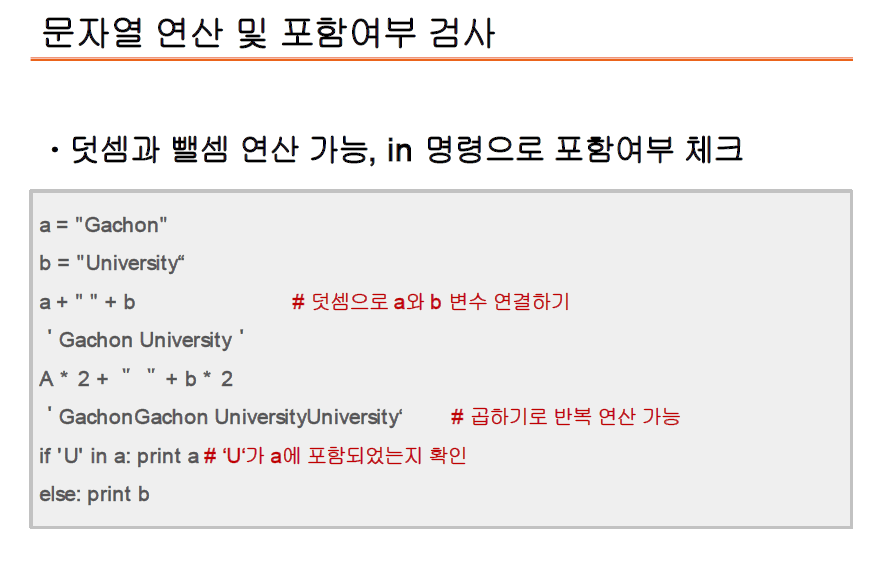 문자열 연산 및 포함여부 검사
• 덧셈과 뺄셈 연산 가능, in 명령으로 포함여부 체크
a = "Gachon"
b = "University“
a + " " + b # 덧셈으로 a와 b 변수 연결하기
＇Gachon University＇
A * 2 + ＂ ＂ + b * 2
＇GachonGachon UniversityUniversity‘ # 곱하기로 반복 연산 가능
if 'U' in a: print a # ‘U‘가 a에 포함되었는지 확인
else: print b